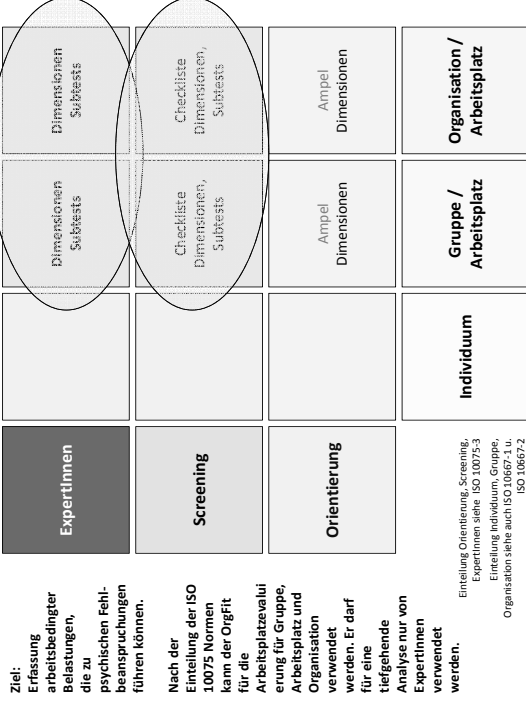 Ziel:
Erfassung
arbeitsbedingter
Belastungen,
die zu
psychischen Fehl-
beanspruchungen
führen können.
Nach der
Einteilung der ISO
10075 Normen
kann der OrgFit
für die
Arbeitsplatzevalui
erung für Gruppe,
Arbeitsplatz und
Organisation
verwendet
werden. Er darf
für eine
tiefgehende
Analyse nur von
ExpertInnen
verwendet
werden.
ExpertInnen
Dimensionen
Subtests
Dimensionen
Subtests
Screening
Checkliste
Dimensionen,
Subtests
Checkliste
Dimensionen,
Subtests
Orientierung
Ampel
Dimensionen
Ampel
Dimensionen
Individuum
Gruppe /
Arbeitsplatz
Organisation /
Arbeitsplatz
Einteilung Orientierung, Screening,
ExpertInnen siehe ISO 10075-3
Einteilung Individuum, Gruppe,
Organisation siehe auch ISO 10667-1 u.
ISO 10667-2